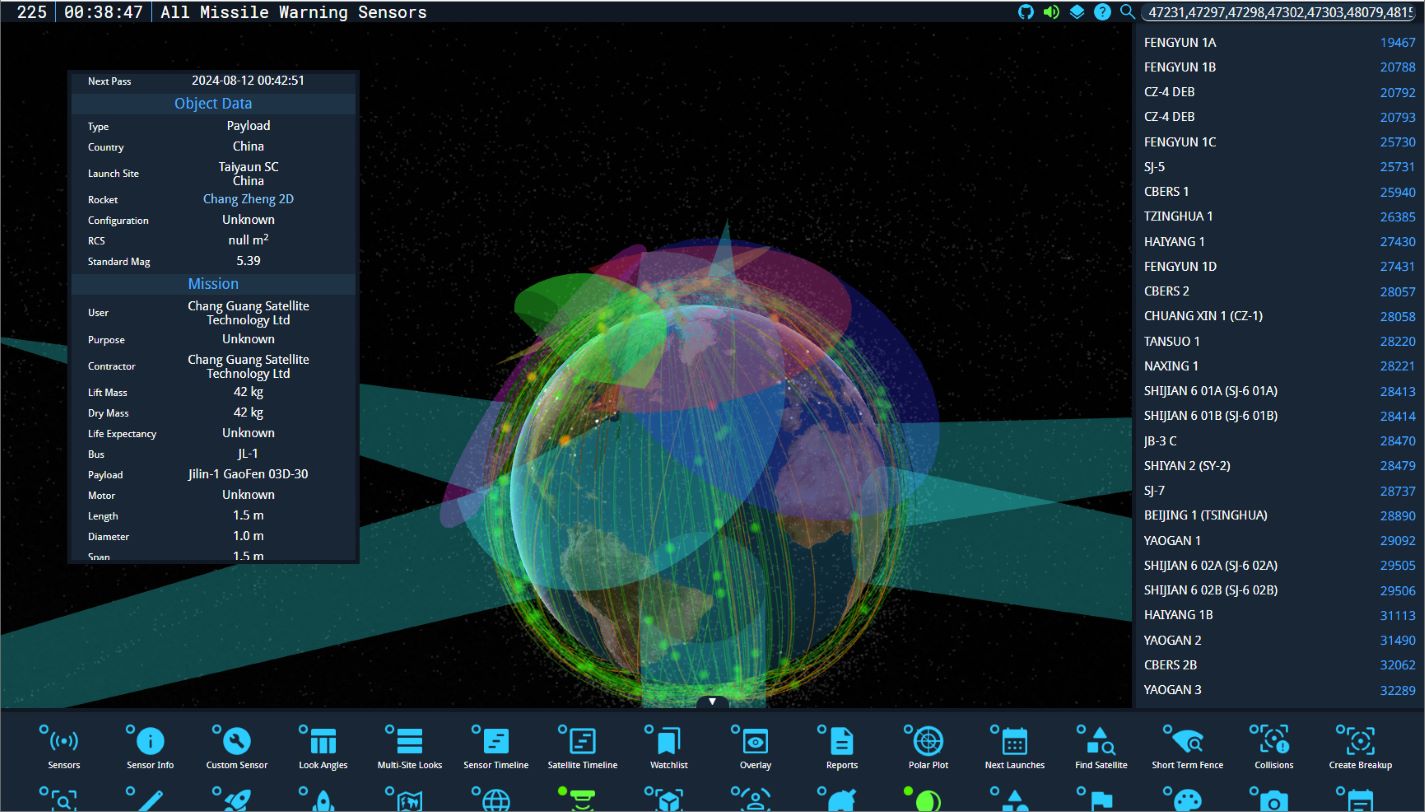 225 00:38:47 All Missile Warning Sensors
47231,47297,47298,47302,47303,48079,4815
Next Pass 2024-08-12 00:42:51
Object Data
Type Payload
Country China
Launch Site Taiyaun SC
China
Rocket Chang Zheng 2D
Configuration Unknown
RCS null m²
Standard Mag 5.39
Mission
User Chang Guang Satellite
Technology Ltd
Purpose Unknown
Contractor Chang Guang Satellite
Technology Ltd
Lift Mass 42 kg
Dry Mass 42 kg
Life Expectancy Unknown
Bus JL-1
Payload Jilin-1 GaoFen 03D-30
Motor Unknown
Length 1.5 m
Diameter 1.0 m
Span 1.5 m
FENGYUN 1A 19467
FENGYUN 1B 20788
CZ-4 DEB 20792
CZ-4 DEB 20793
FENGYUN 1C 25730
SJ-5 25731
CBERS 1 25940
TZINGHUA 1 26385
HAIYANG 1 27430
FENGYUN 1D 27431
CBERS 2 28057
CHUANG XIN 1 (CZ-1) 28058
TANSUO 1 28220
NAXING 1 28221
SHIJIAN 6 01A (SJ-6 01A) 28413
SHIJIAN 6 01B (SJ-6 01B) 28414
JB-3 C 28470
SHIYAN 2 (SY-2) 28479
SJ-7 28737
BEIJING 1 (TSINGHUA) 28890
YAOGAN 1 29092
SHIJIAN 6 02A (SJ-6 02A) 29505
SHIJIAN 6 02B (SJ-6 02B) 29506
HAIYANG 1B 31113
YAOGAN 2 31490
CBERS 2B 32062
YAOGAN 3 32289
Sensors Sensor Info Custom Sensor Look Angles Multi-Site Looks Sensor Timeline Satellite Timeline Watchlist Overlay Reports Polar Plot Next Launches Find Satellite Short Term Fence Collisions Create Breakup